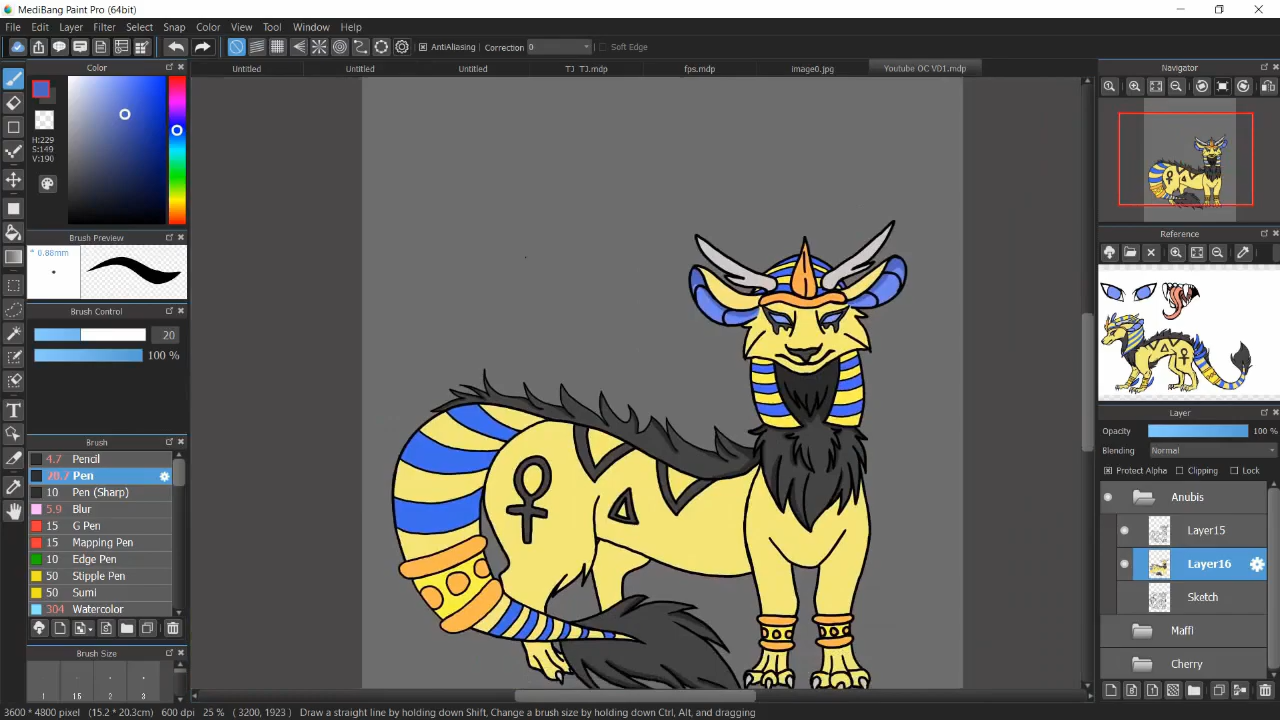 MediBang Paint Pro (64bit)
File Edit Layer Filter Select Snap Color View Tool Window Help
AntiAliasing Correction 0 Soft Edge
Color
Untitled Untitled Untitled TJ TJ.mdp fps.mdp image0.jpg Youtube OC VD1.mdp
Navigator
H:229
S:149
V:190
Brush Preview
* 0.88mm
Reference
Brush Control
20
100 %
Layer
Opacity 100 %
Blending Normal
Protect Alpha Clipping Lock
Brush
4.7 Pencil
20.7 Pen
10 Pen (Sharp)
5.9 Blur
15 G Pen
15 Mapping Pen
10 Edge Pen
50 Stipple Pen
50 Sumi
304 Watercolor
Anubis
Layer15
Layer16
Sketch
Maffi
Cherry
Brush Size
1 1.5 2 3
3600 * 4800 pixel (15.2 * 20.3cm) 600 dpi 25 % ( 3200, 1923 ) Draw a straight line by holding down Shift, Change a brush size by holding down Ctrl, Alt, and dragging